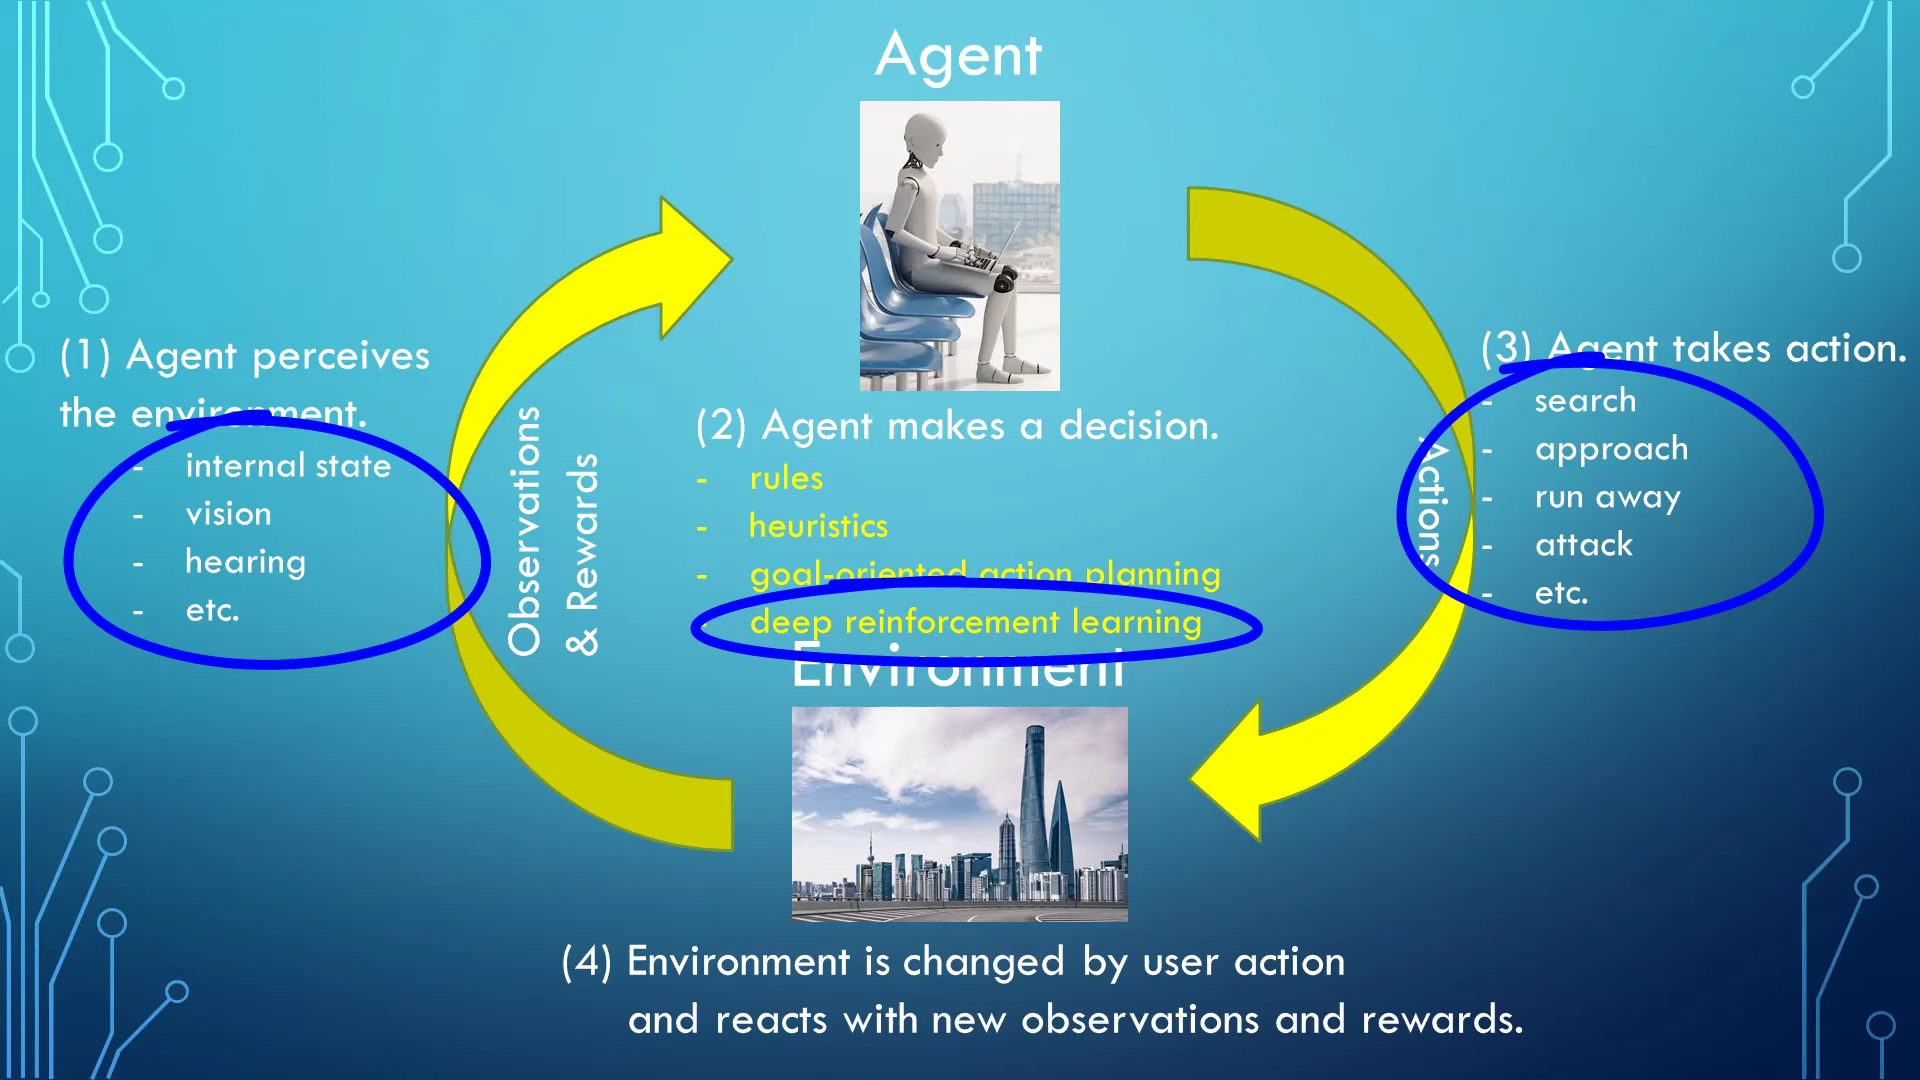 Agent
(1) Agent perceives
the environment.
- internal state
- vision
- hearing
- etc.
Observations
& Rewards
(2) Agent makes a decision.
- rules
- heuristics
- goal-oriented action planning
- deep reinforcement learning
Actions
(3) Agent takes action.
- search
- approach
- run away
- attack
- etc.
Environment
(4) Environment is changed by user action
and reacts with new observations and rewards.